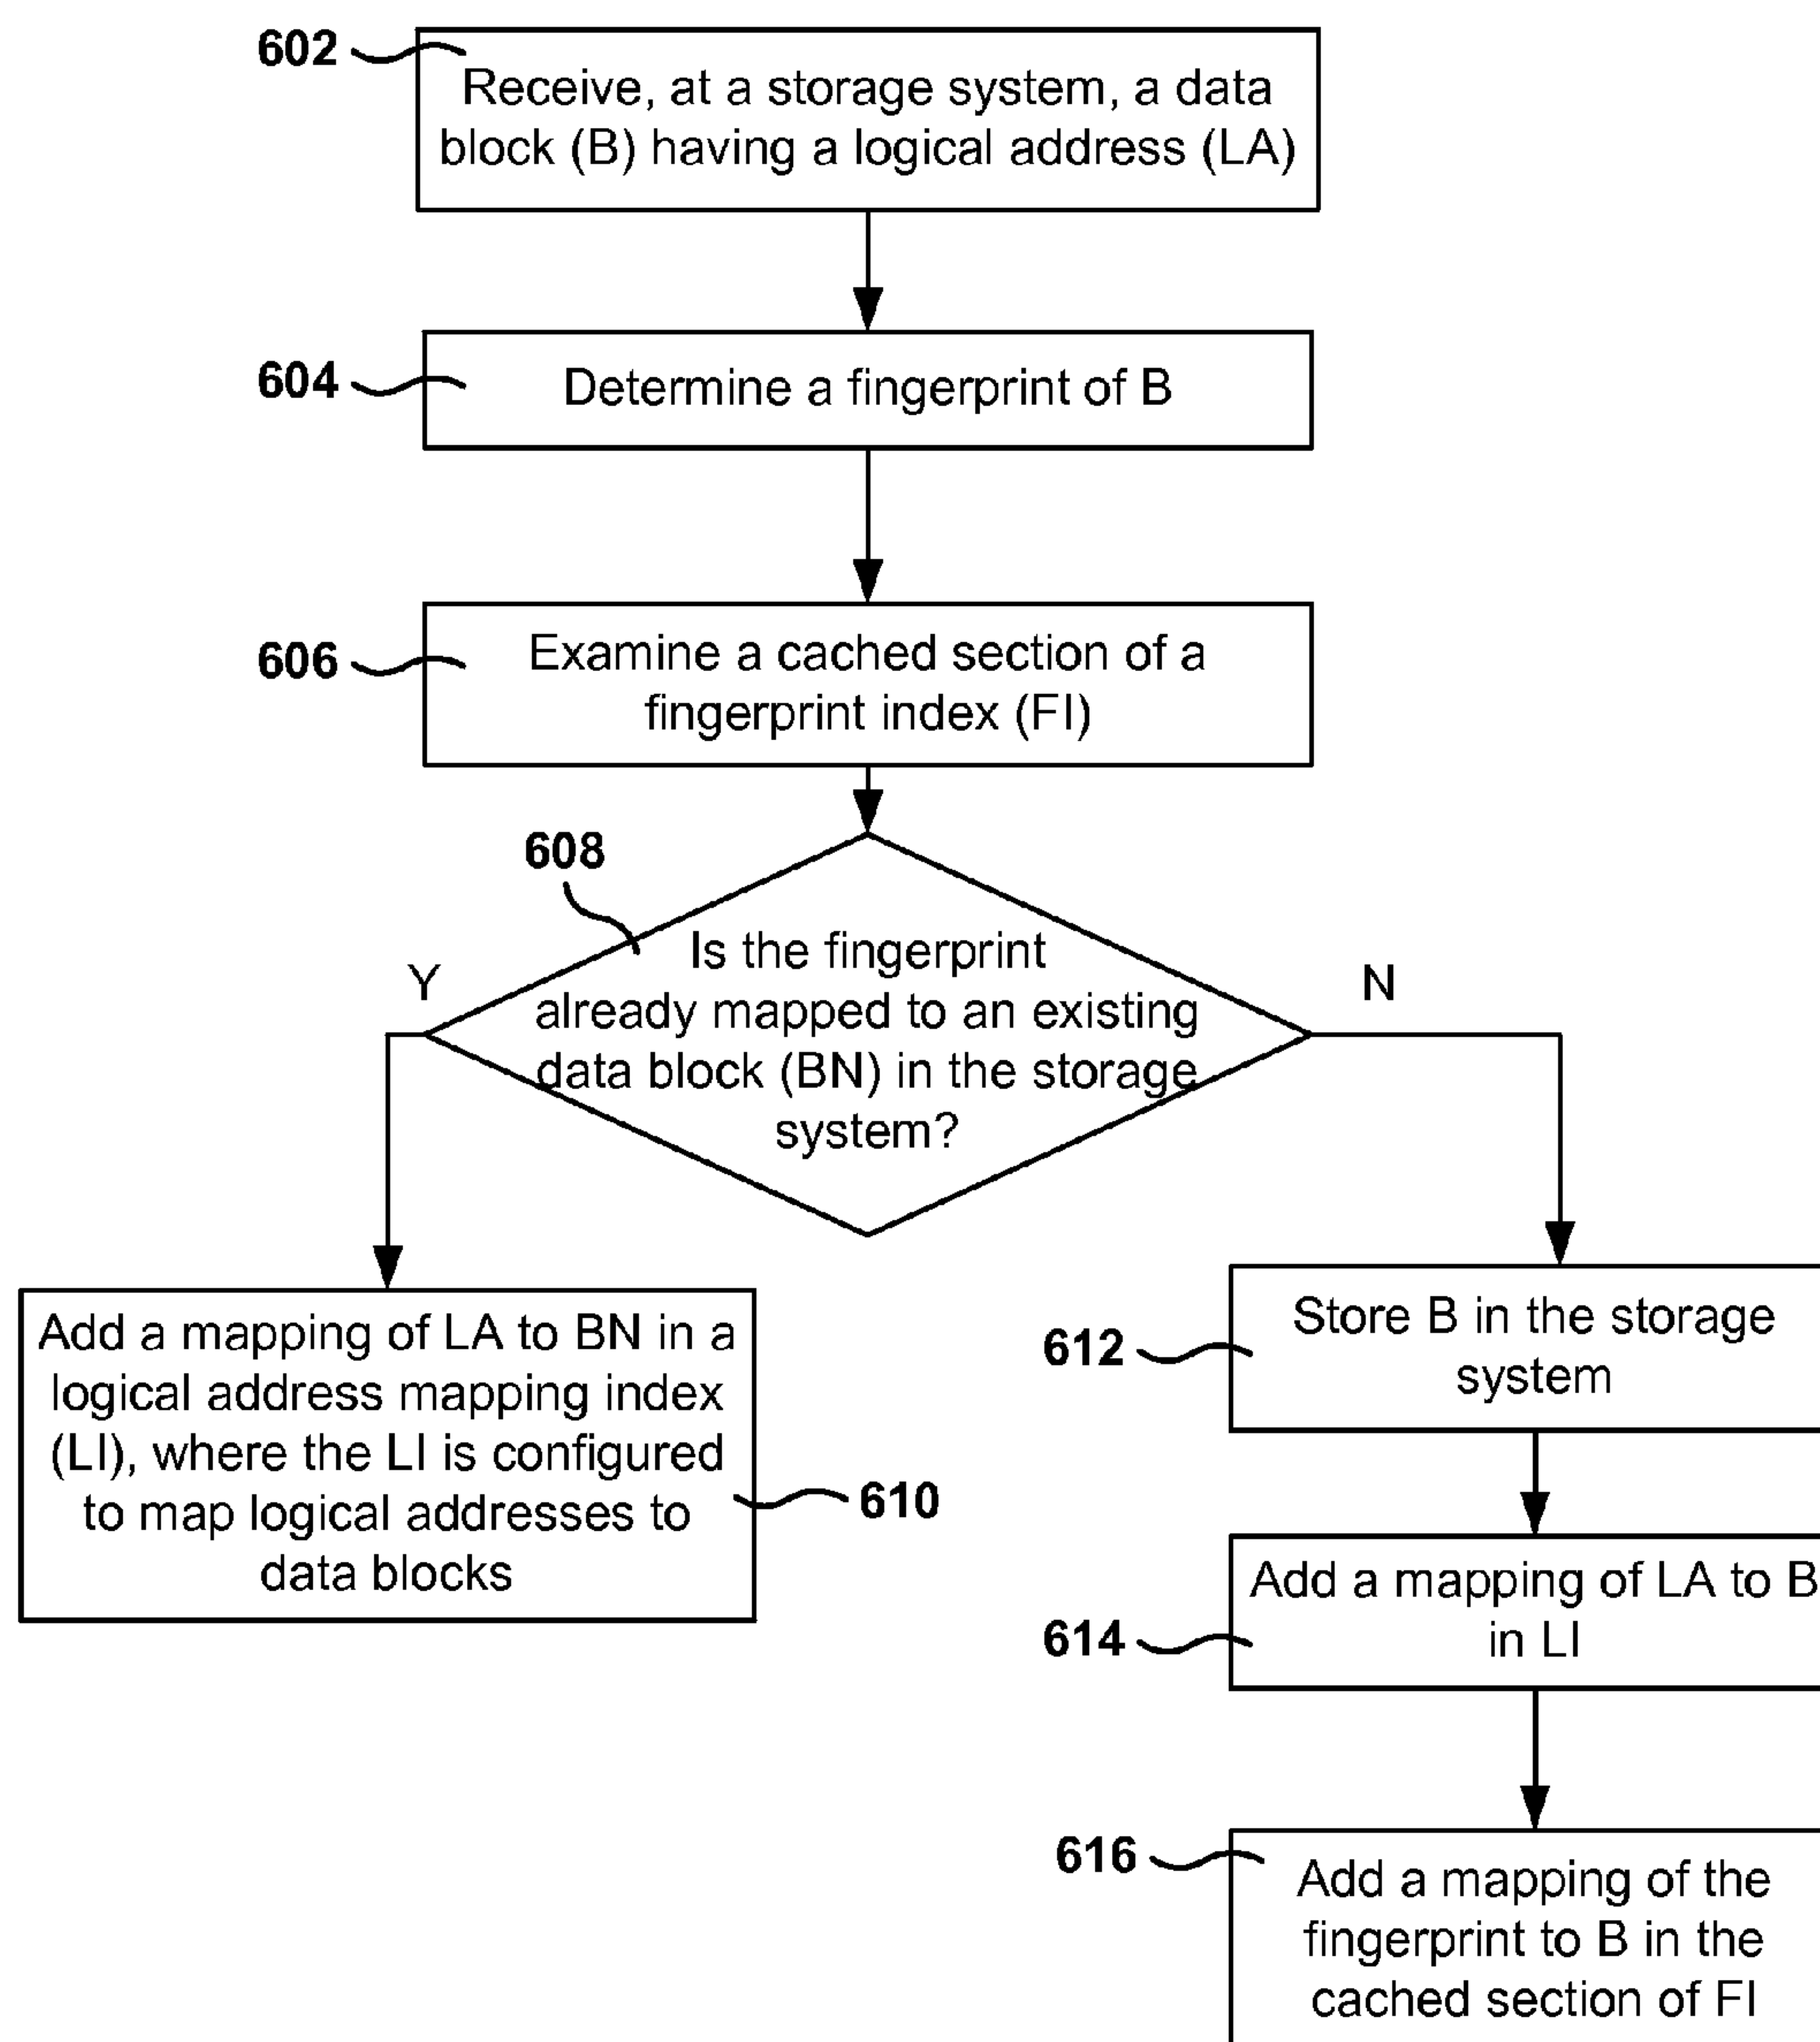 602
Receive, at a storage system, a data
block (B) having a logical address (LA)
604
Determine a fingerprint of B
606
Examine a cached section of a
fingerprint index (FI)
608
Is the fingerprint
already mapped to an existing
data block (BN) in the storage
system?
Y
N
Add a mapping of LA to BN in a
logical address mapping index
(LI), where the LI is configured
to map logical addresses to
data blocks
610
612
Store B in the storage
system
614
Add a mapping of LA to B
in LI
616
Add a mapping of the
fingerprint to B in the
cached section of FI